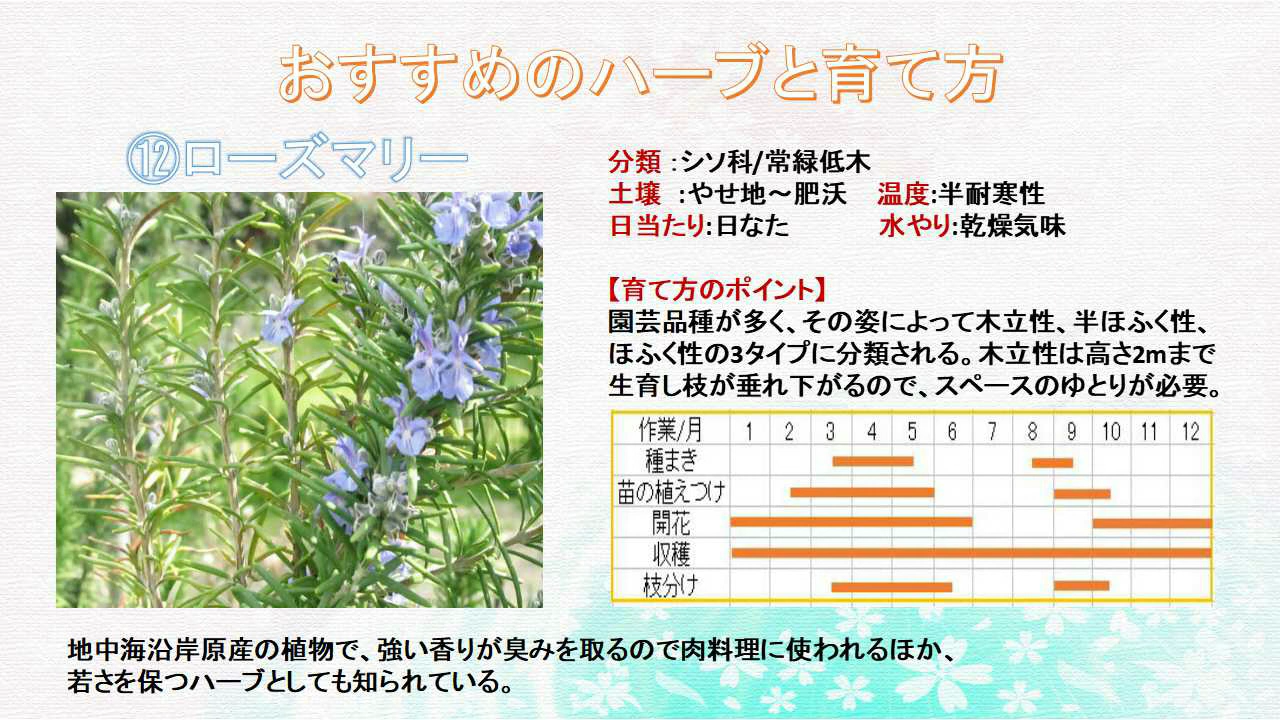 おすすめのハーブと育て方
⑫ローズマリー
分類：シソ科/常緑低木
土壌 :やせ地～肥沃 温度:半耐寒性
日当たり:日なた 水やり:乾燥気味
【育て方のポイント】
園芸品種が多く、その姿によって木立性、半ほふく性、
ほふく性の3タイプに分類される。木立性は高さ2mまで
生育し枝が垂れ下がるので、スペースのゆとりが必要。
作業/月 1 2 3 4 5 6 7 8 9 10 11 12
種まき
苗の植えつけ
開花
収穫
枝分け
地中海沿岸原産の植物で、強い香りが臭みを取るので肉料理に使われるほか、
若さを保つハーブとしても知られている。